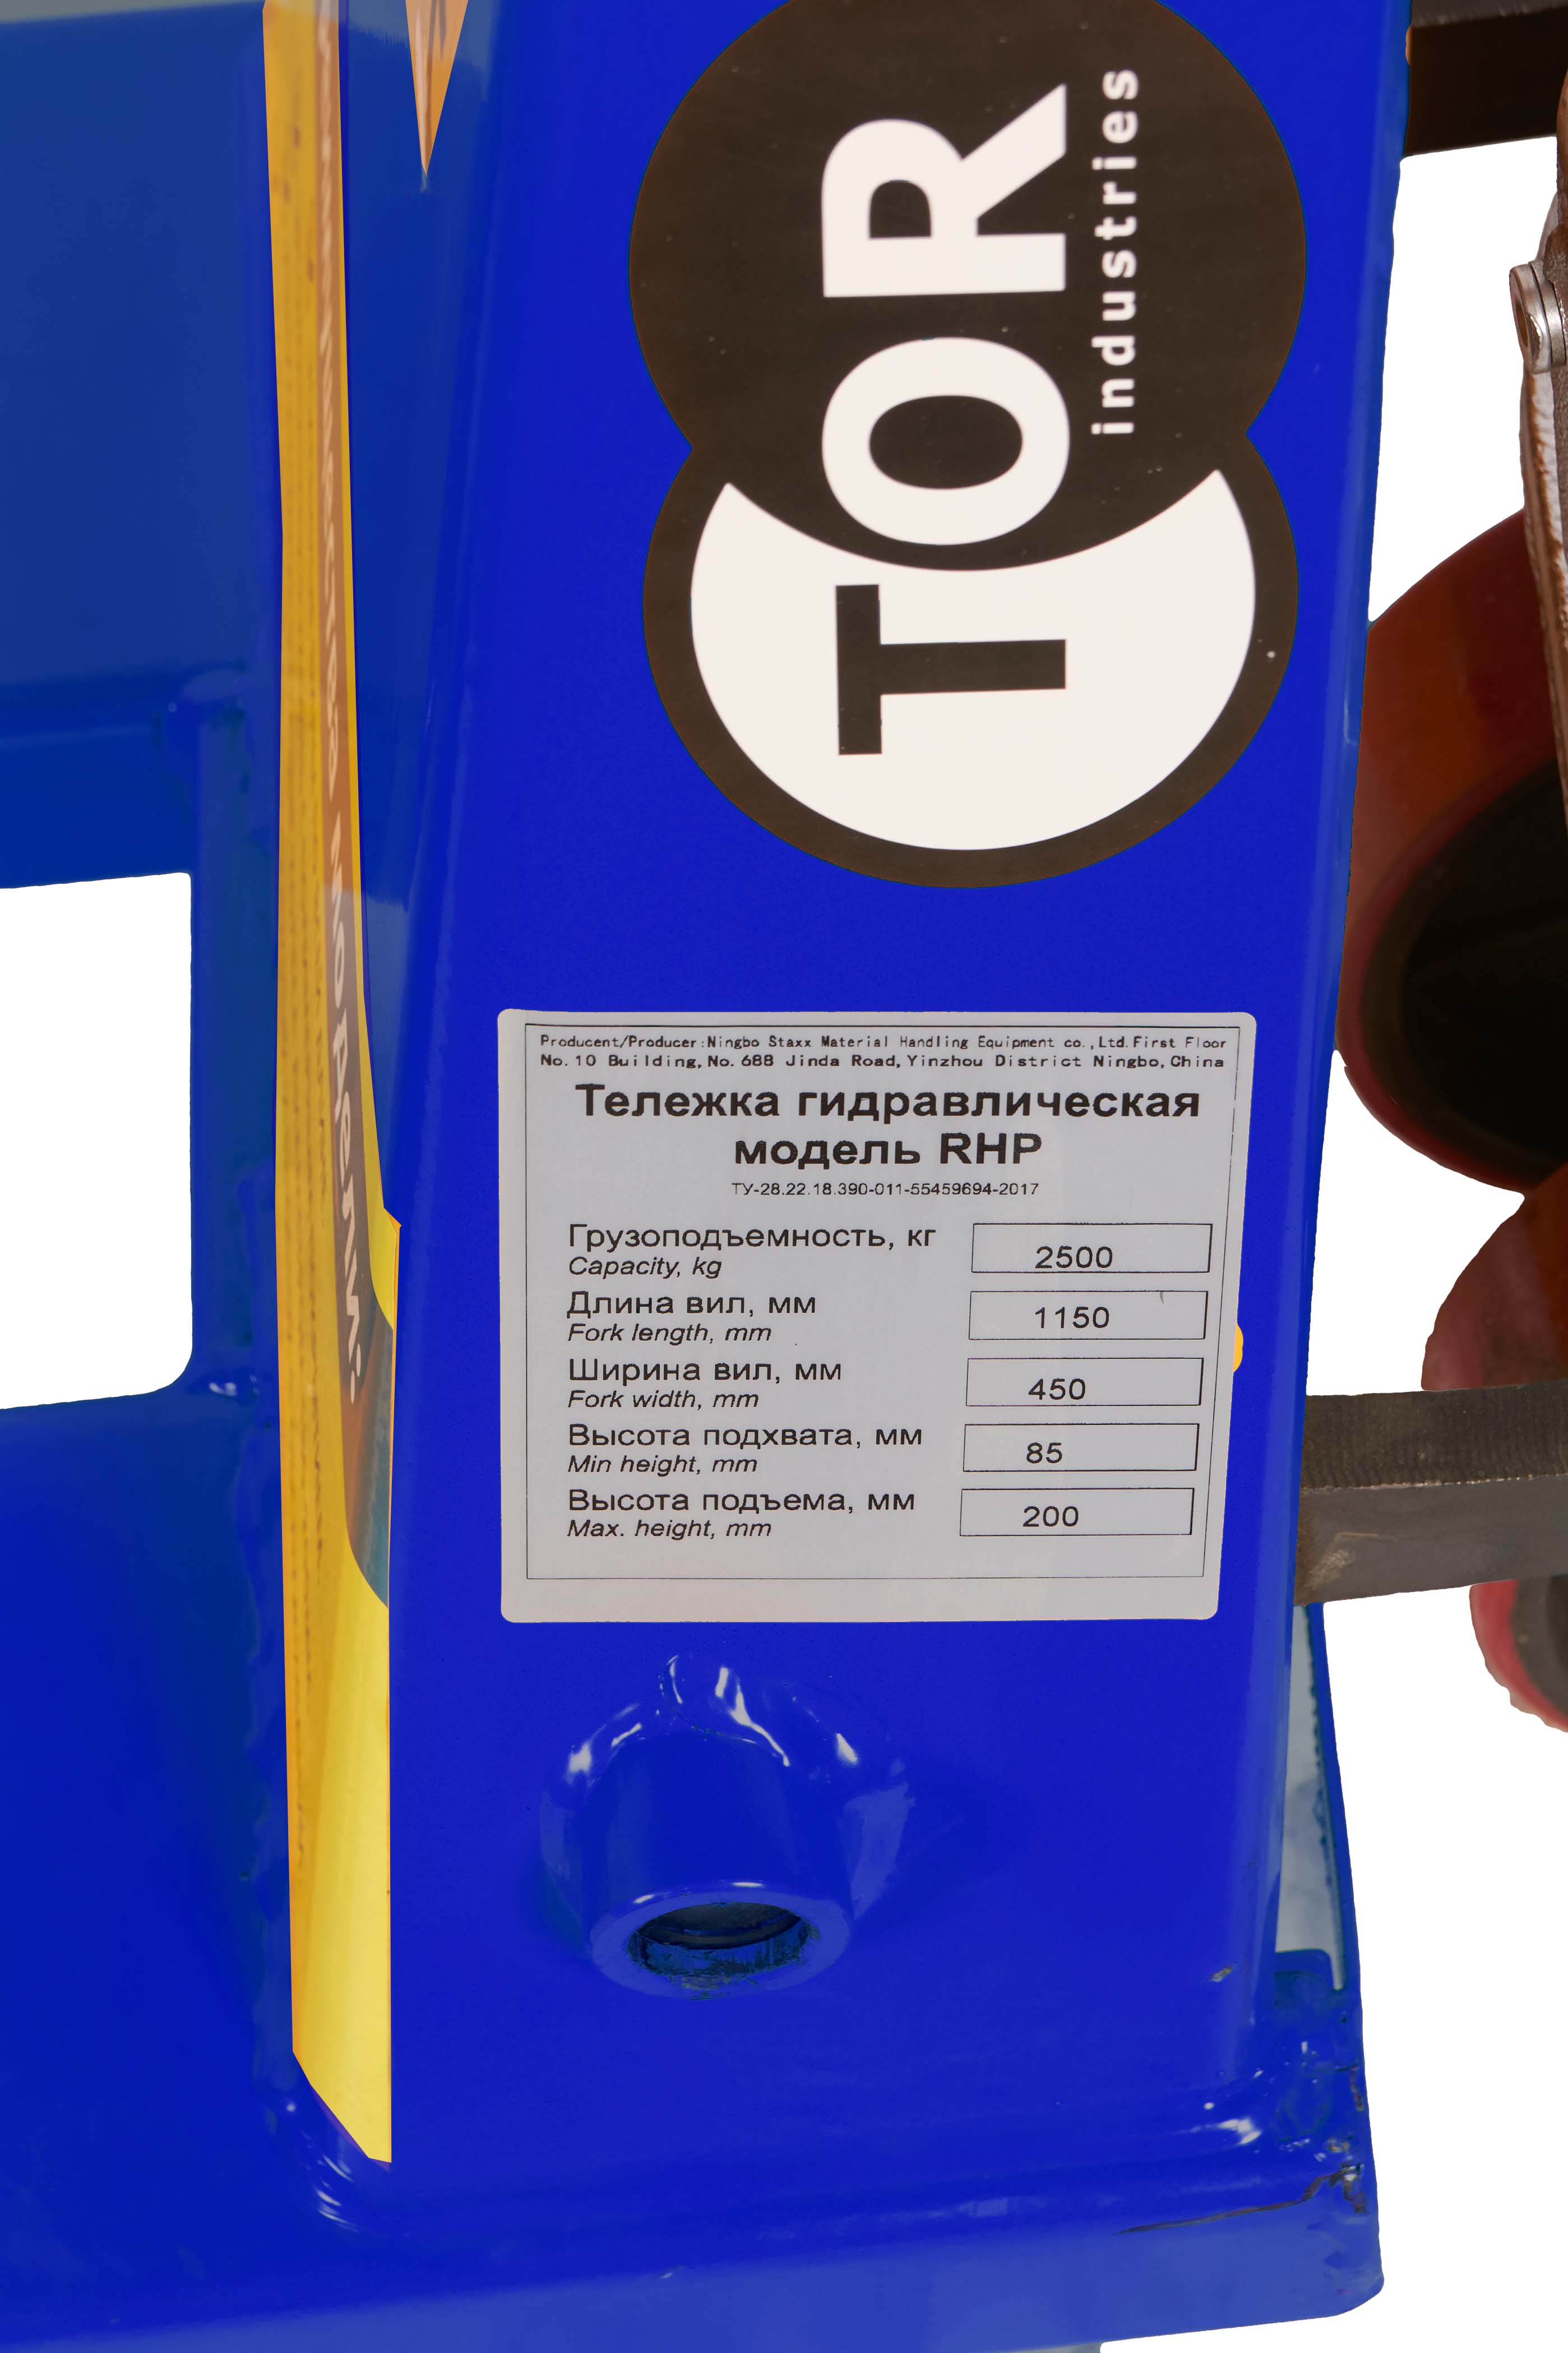 TOR
industries
Producent/Producer:Ningbo Staxx Material Handling Equipment co.,Ltd.First Floor
No.10 Building,No.688 Jinda Road,Yinzhou District Ningbo,China
Тележка гидравлическая
модель RHP
ТУ-28.22.18.390-011-55459694-2017
Грузоподъемность, кг
Capacity, kg
2500
Длина вил, мм
Fork length, mm
1150
Ширина вил, мм
Fork width, mm
450
Высота подхвата, мм
Min height, mm
85
Высота подъема, мм
Max. height, mm
200